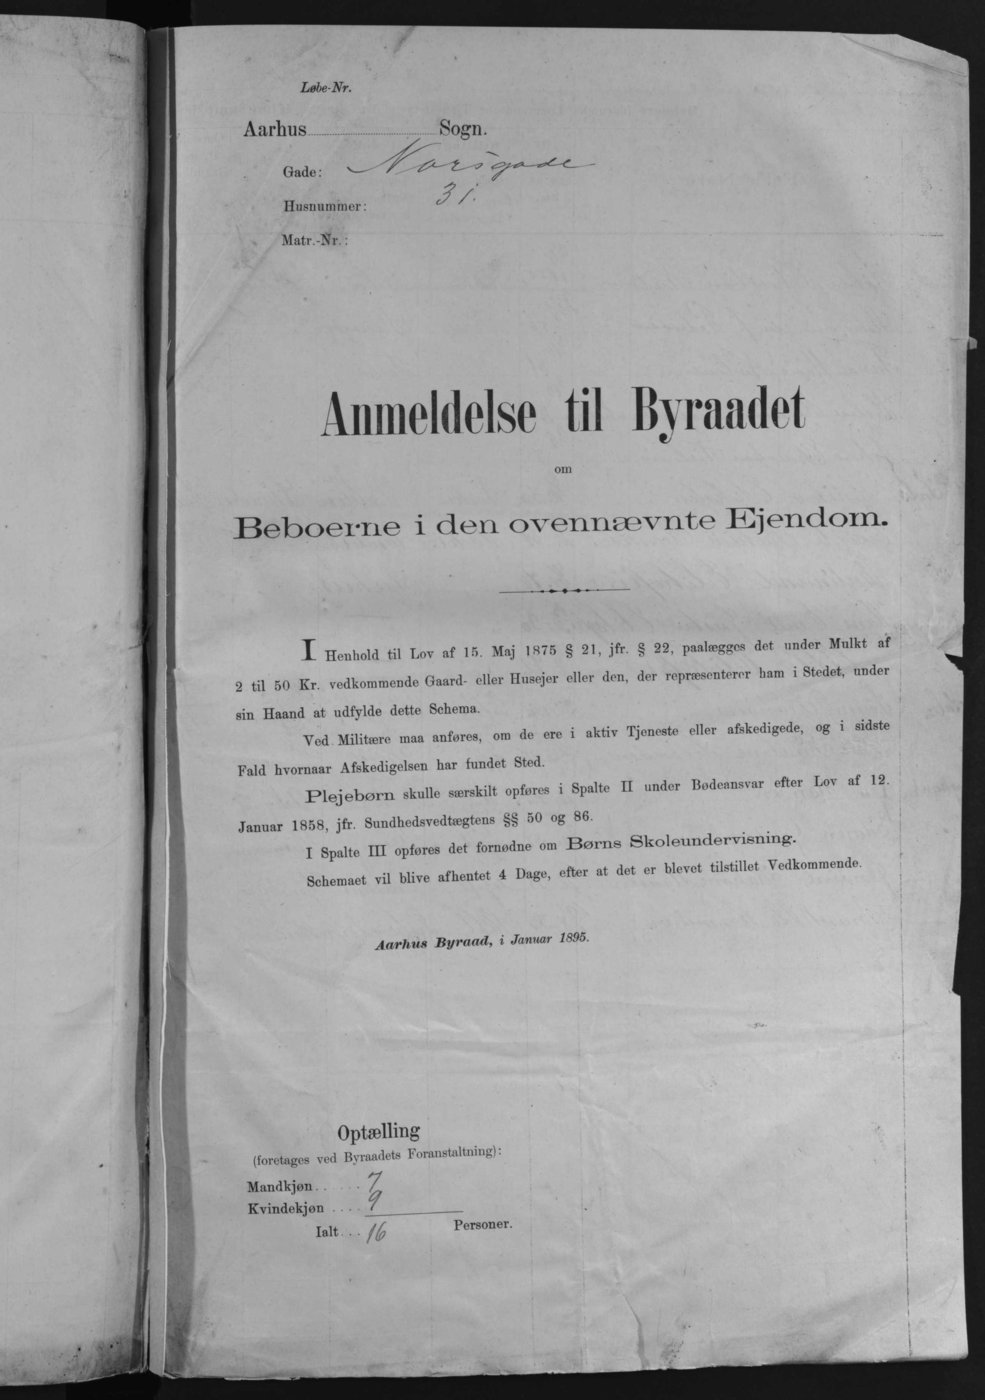 Løbe-Nr.
Aarhus Sogn.
Gade: Norsgade
Husnummer: 31.
Matr.-Nr.:
Anmeldelse til Byraadet
om
Beboerne i den ovennævnte Ejendom.
I Henhold til Lov af 15. Maj 1875 § 21, jfr. § 22, paalægges det under Mulkt af
2 til 50 Kr. vedkommende Gaard- eller Husejer eller den, der repræsenterer ham i Stedet, under
sin Haand at udfylde dette Schema.
Ved Militære maa anføres, om de ere i aktiv Tjeneste eller afskedigede, og i sidste
Fald hvornaar Afskedigelsen har fundet Sted.
Plejebørn skulle særskilt opføres i Spalte II under Bødeansvar efter Lov af 12.
Januar 1858, jfr. Sundhedsvedtægtens §§ 50 og 86.
I Spalte III opføres det fornødne om Børns Skoleundervisning.
Schemaet vil blive afhentet 4 Dage, efter at det er blevet tilstillet Vedkommende.
Aarhus Byraad, i Januar 1895.
Optælling
(foretages ved Byraadets Foranstaltning):
Mandkjøn 7
Kvindekjøn 9
Ialt 16 Personer.